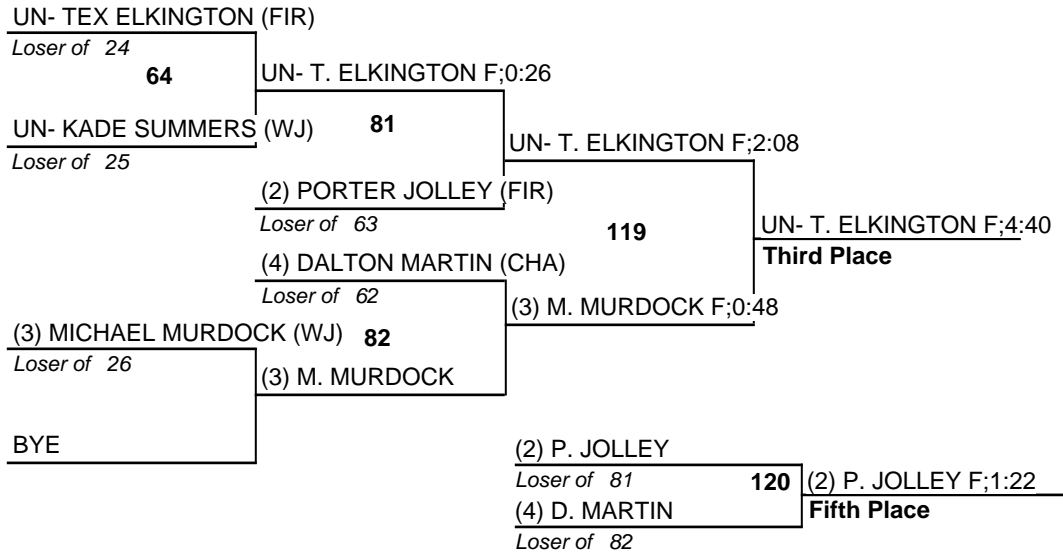 UN- TEX ELKINGTON (FIR)
Loser of 24
64
UN- T. ELKINGTON F;0:26
UN- KADE SUMMERS (WJ)
81
Loser of 25
UN- T. ELKINGTON F;2:08
(2) PORTER JOLLEY (FIR)
Loser of 63
119
UN- T. ELKINGTON F;4:40
Third Place
(4) DALTON MARTIN (CHA)
Loser of 62
(3) M. MURDOCK F;0:48
(3) MICHAEL MURDOCK (WJ)
82
Loser of 26
(3) M. MURDOCK
BYE
(2) P. JOLLEY
Loser of 81
120
(2) P. JOLLEY F;1:22
(4) D. MARTIN
Fifth Place
Loser of 82